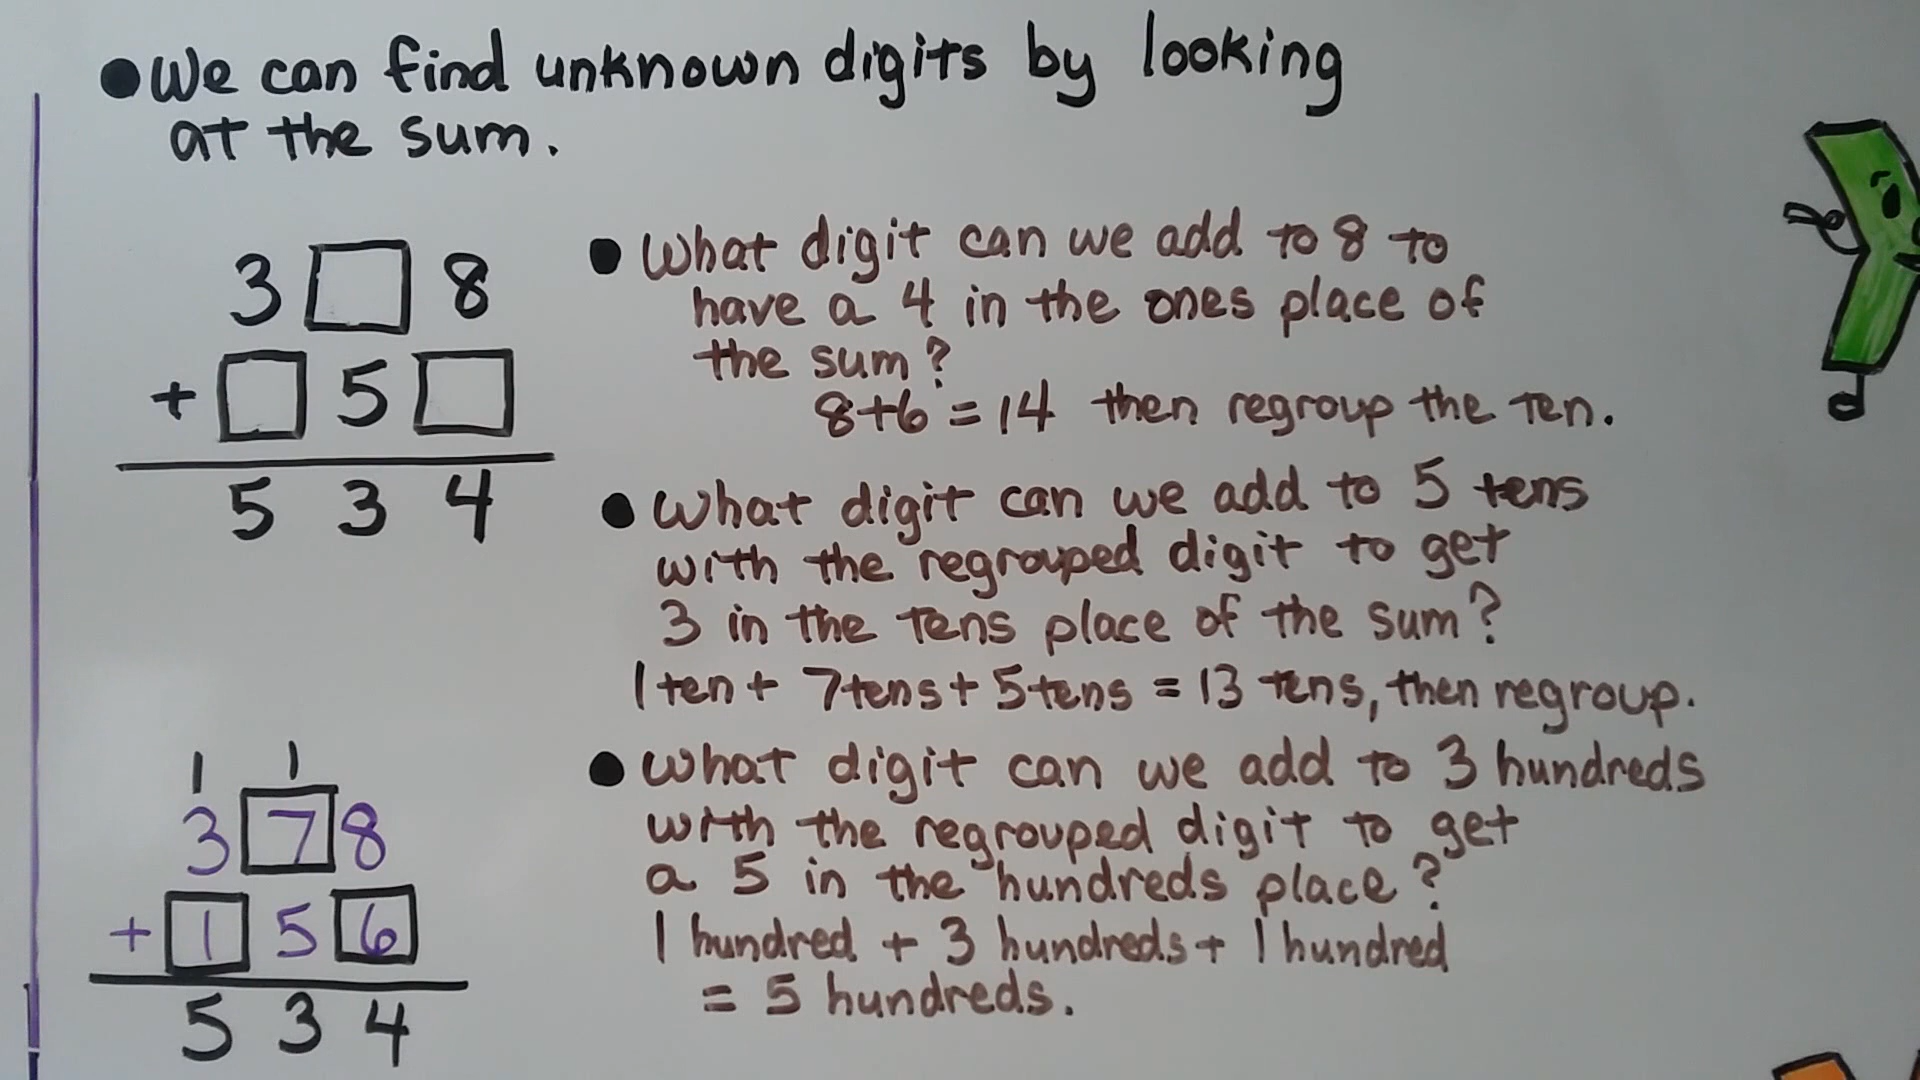 •We can find unknown digits by looking
at the sum.
3 □ 8
+ □ 5 □
5 3 4
• What digit can we add to 8 to
have a 4 in the ones place of
the sum?
8+6 = 14 then regroup the Ten.
• What digit can we add to 5 tens
with the regrouped digit to get
3 in the tens place of the sum?
1 ten + 7tens + 5tens = 13 tens, then regroup.
• What digit can we add to 3 hundreds
with the regrouped digit to get
a 5 in the hundreds place?
1 hundred + 3 hundreds + 1 hundred
= 5 hundreds.
1 1
3 7 8
+ 1 5 6
5 3 4